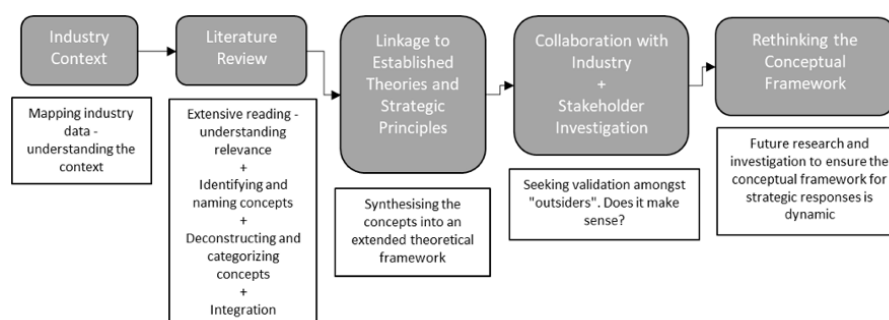 Industry
Context
Literature
Review
Linkage to
Established
Theories and
Strategic
Principles
Collaboration with
Industry
+
Stakeholder
Investigation
Rethinking the
Conceptual
Framework
Mapping industry
data -
understanding the
context
Extensive reading -
understanding
relevance
+
Identifying and
naming concepts
+
Deconstructing and
categorizing
concepts
+
Integration
Synthesising the
concepts into an
extended theoretical
framework
Seeking validation amongst
"outsiders". Does it make
sense?
Future research and
investigation to ensure the
conceptual framework for
strategic responses is
dynamic